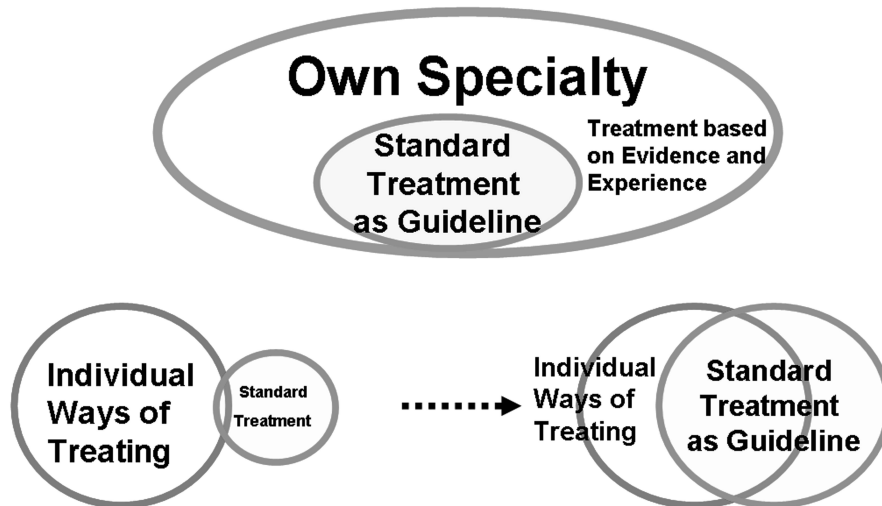 Own Specialty
Treatment based
on Evidence and
Experience
Standard
Treatment
as Guideline
Individual
Ways of
Treating
Standard
Treatment
Individual
Ways of
Treating
Standard
Treatment
as Guideline